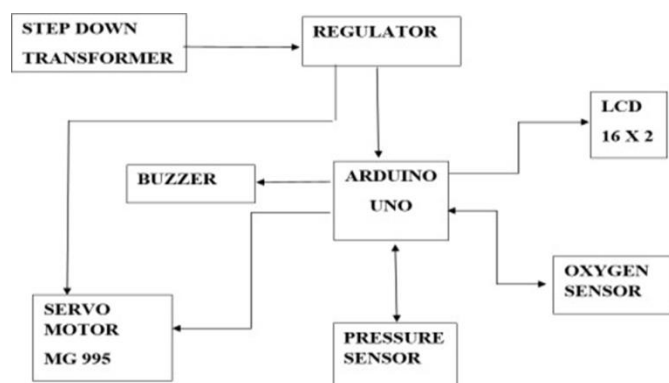 STEP DOWN
TRANSFORMER
REGULATOR
LCD
16 X 2
BUZZER
ARDUINO
UNO
OXYGEN
SENSOR
SERVO
MOTOR
MG 995
PRESSURE
SENSOR